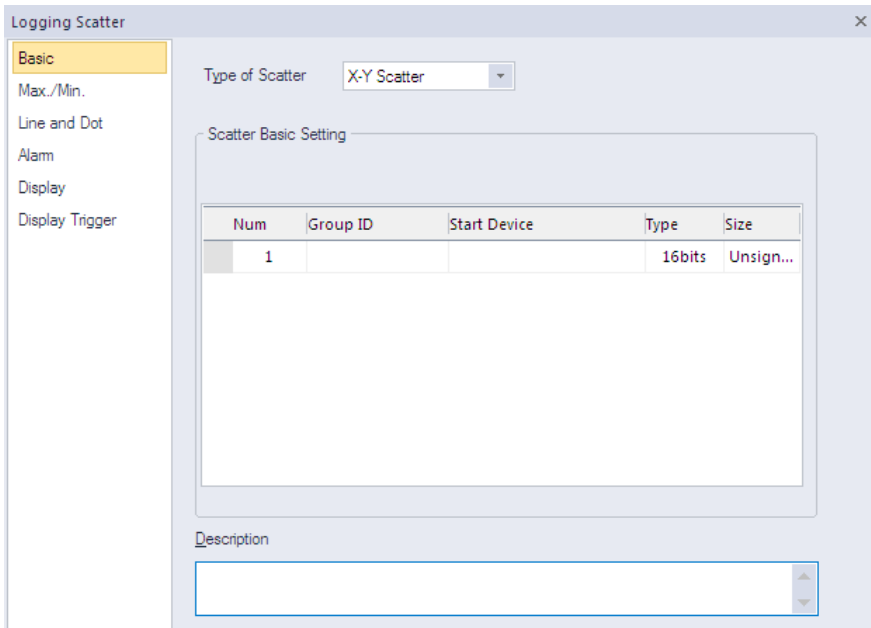 Logging Scatter
Basic
Max./Min.
Line and Dot
Alarm
Display
Display Trigger
Type of Scatter X-Y Scatter
Scatter Basic Setting
Num Group ID Start Device Type Size
1 16bits Unsign...
Description